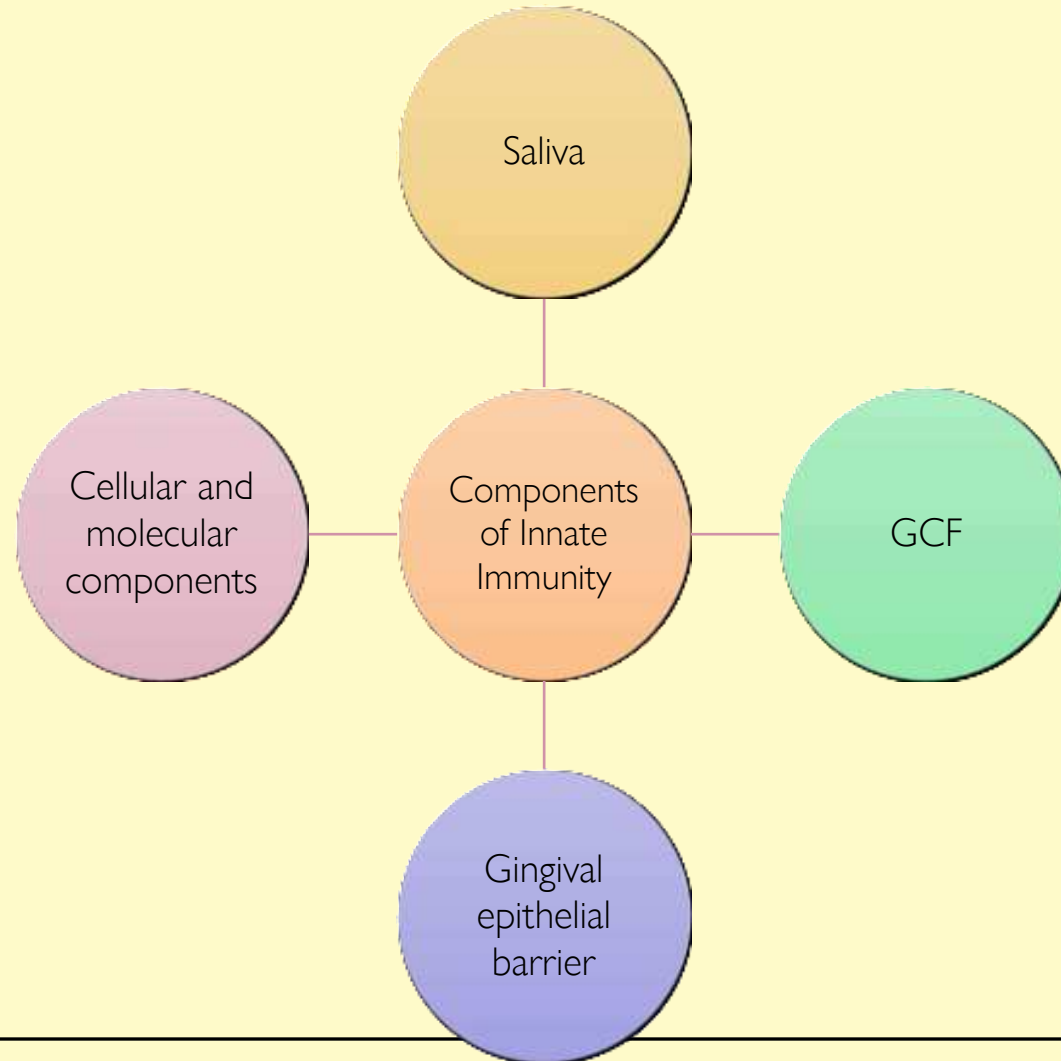 Saliva
Cellular and
molecular
components
Components
of Innate
Immunity
GCF
Gingival
epithelial
barrier